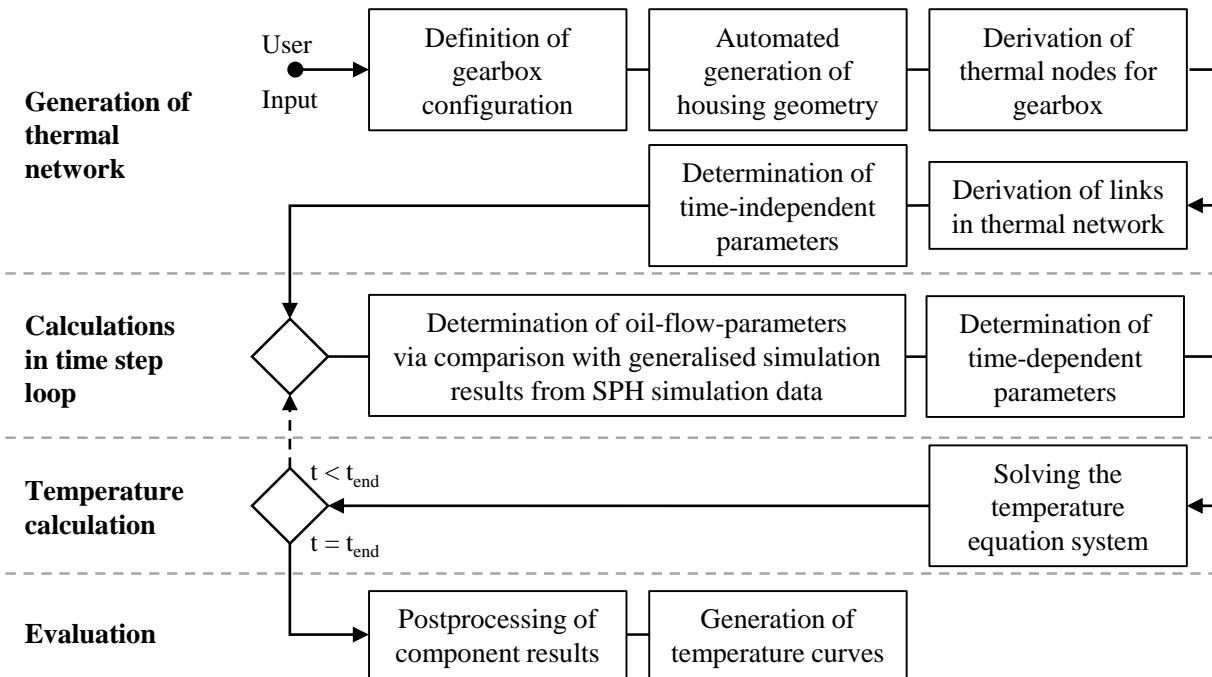 User
Input
Generation of
thermal
network
Definition of
gearbox
configuration
Automated
generation of
housing geometry
Derivation of
thermal nodes for
gearbox
Derivation of links
in thermal network
Determination of
time-independent
parameters
Calculations
in time step
loop
Determination of oil-flow-parameters
via comparison with generalised simulation
results from SPH simulation data
Determination of
time-dependent
parameters
Temperature
calculation
Solving the
temperature
equation system
t < t_end
t = t_end
Evaluation
Postprocessing of
component results
Generation of
temperature curves